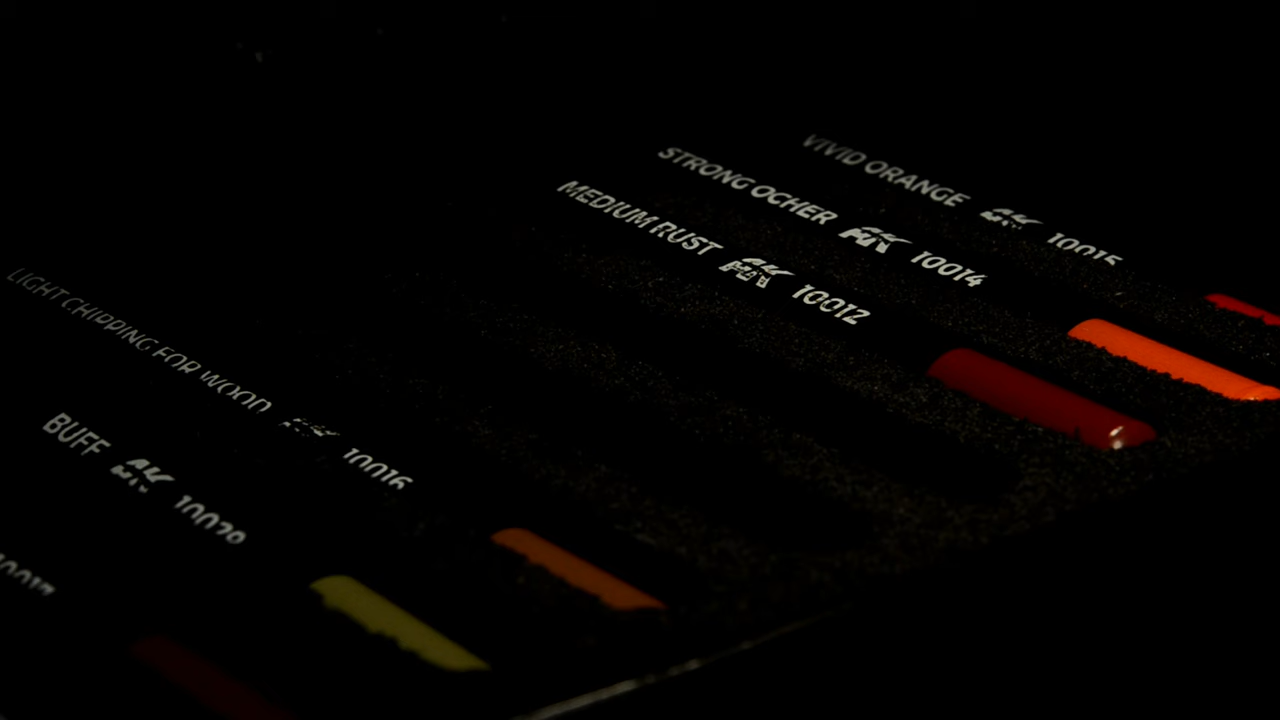 VIVID ORANGE AK 10015
STRONG OCHER AK 10014
MEDIUM RUST AK 10012
LIGHT CHIPPING FOR WOOD AK 10016
BUFF AK 10029